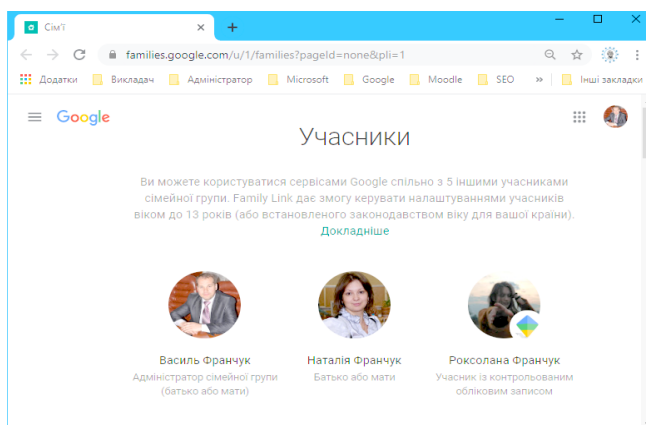 Сім'ї
families.google.com/u/1/families?pageId=none&pli=1
Додатки Викладач Адміністратор Microsoft Google Moodle SEO » Інші закладки
Google
Учасники
Ви можете користуватися сервісами Google спільно з 5 іншими учасниками
сімейної групи. Family Link дає змогу керувати налаштуваннями учасників
віком до 13 років (або встановленого законодавством віку для вашої країни).
Докладніше
Василь Франчук
Адміністратор сімейної групи
(батько або мати)
Наталія Франчук
Батько або мати
Роксолана Франчук
Учасник із контрольованим
обліковим записом